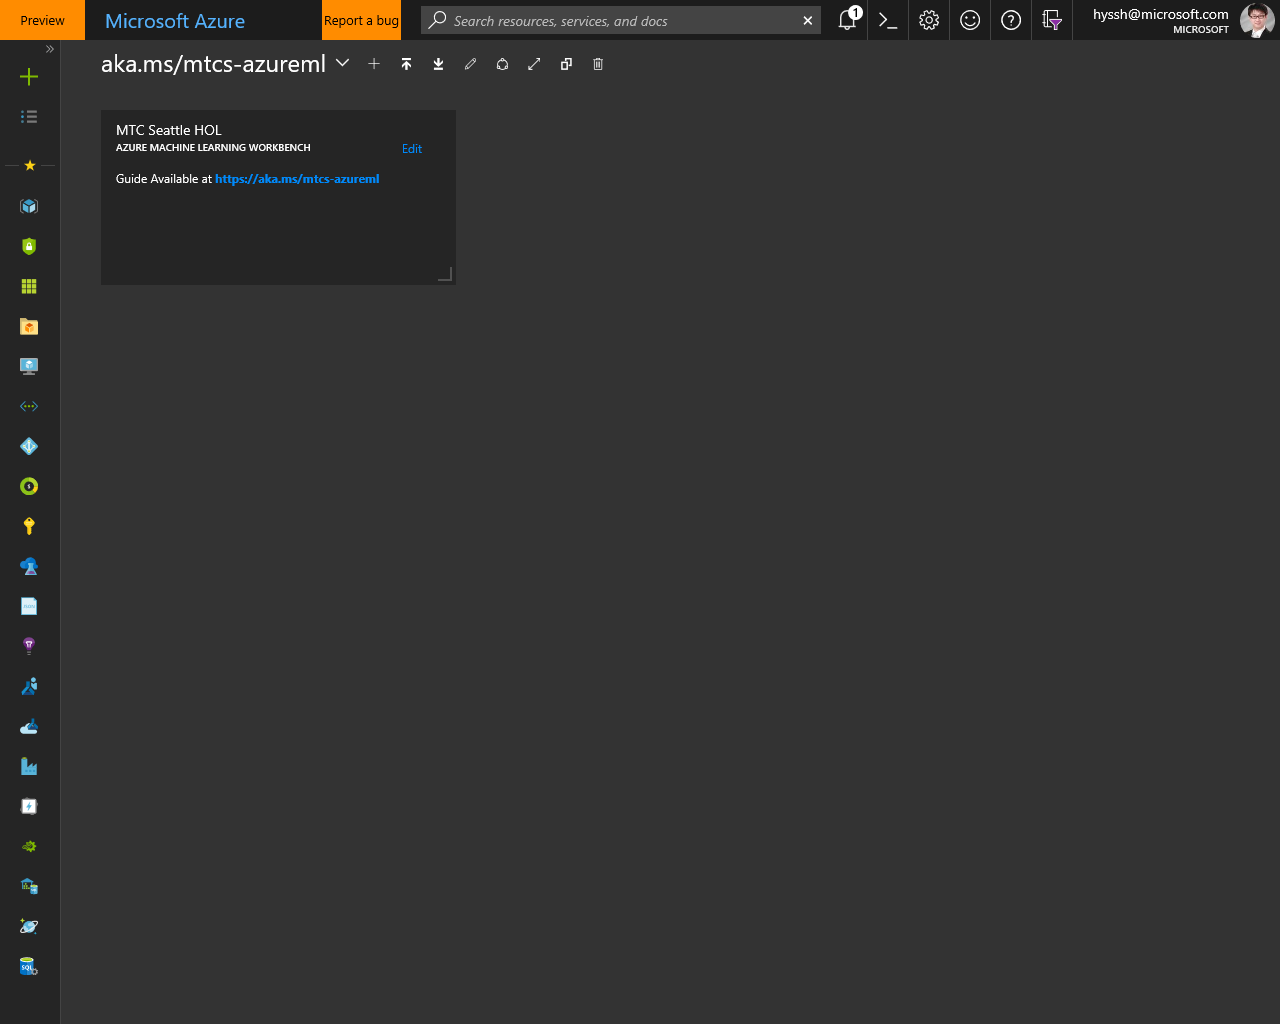 Preview
Microsoft Azure
Report a bug
Search resources, services, and docs
1
hyssh@microsoft.com
MICROSOFT
aka.ms/mtcs-azureml
MTC Seattle HOL
AZURE MACHINE LEARNING WORKBENCH
Edit
Guide Available at https://aka.ms/mtcs-azureml
SQL